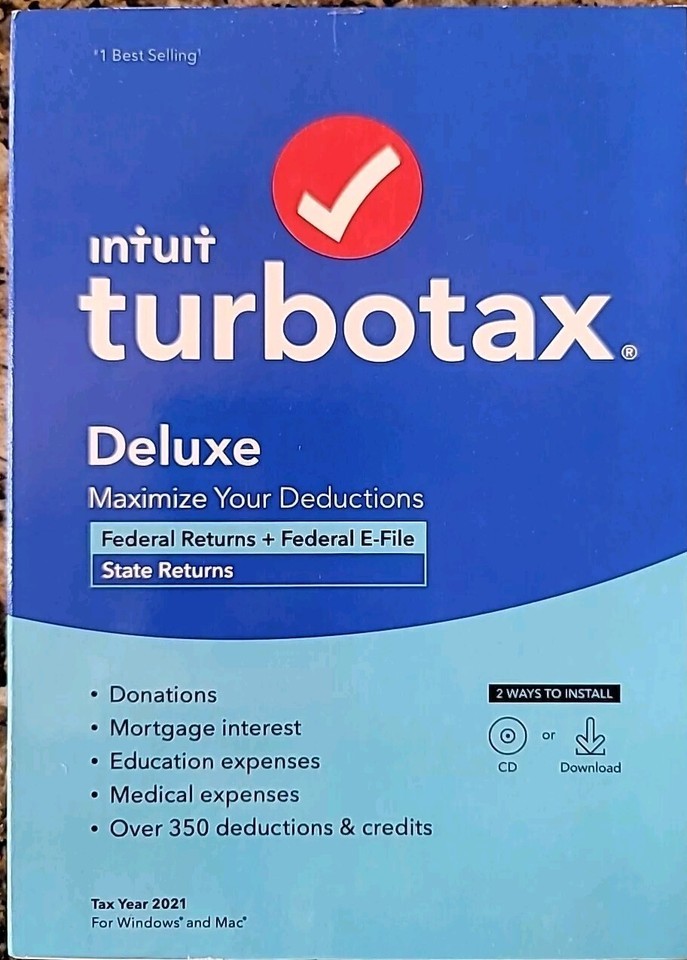 #1 Best Selling¹
intuit
turbotax®
Deluxe
Maximize Your Deductions
Federal Returns + Federal E-File
State Returns
• Donations
• Mortgage interest
• Education expenses
• Medical expenses
• Over 350 deductions & credits
2 WAYS TO INSTALL
CD or Download
Tax Year 2021
For Windows® and Mac®